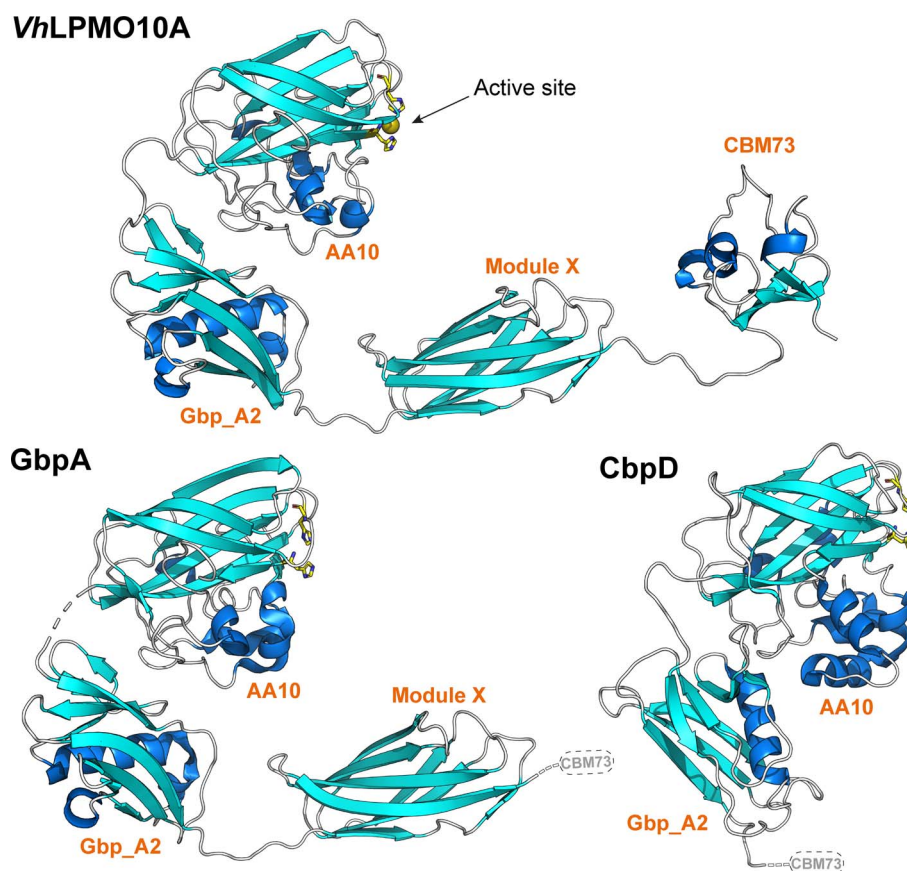 VhLPMO10A
Active site
CBM73
AA10
Module X
Gbp_A2
GbpA
CbpD
AA10
Module X
CBM73
Gbp_A2
AA10
Gbp_A2
CBM73